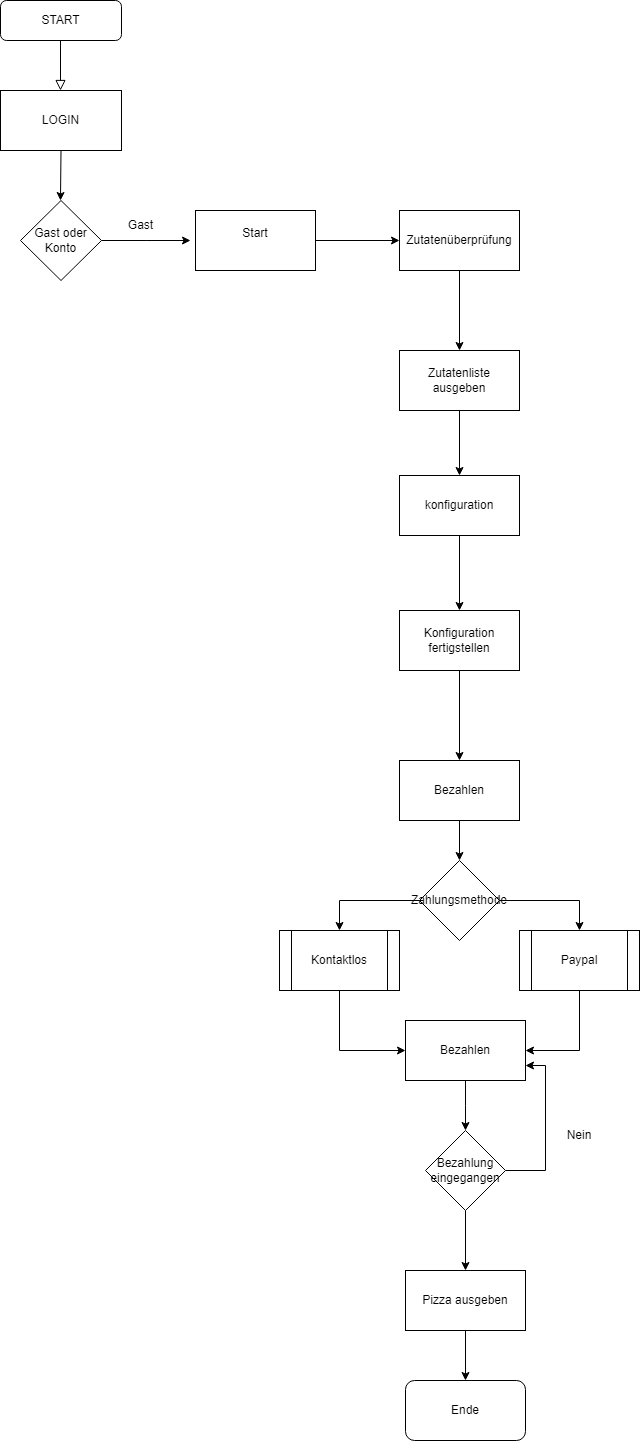 START
LOGIN
Gast oder
Konto
Gast
Start
Zutatenüberprüfung
Zutatenliste
ausgeben
konfiguration
Konfiguration
fertigstellen
Bezahlen
Zahlungsmethode
Kontaktlos
Paypal
Bezahlen
Nein
Bezahlung
eingegangen
Pizza ausgeben
Ende